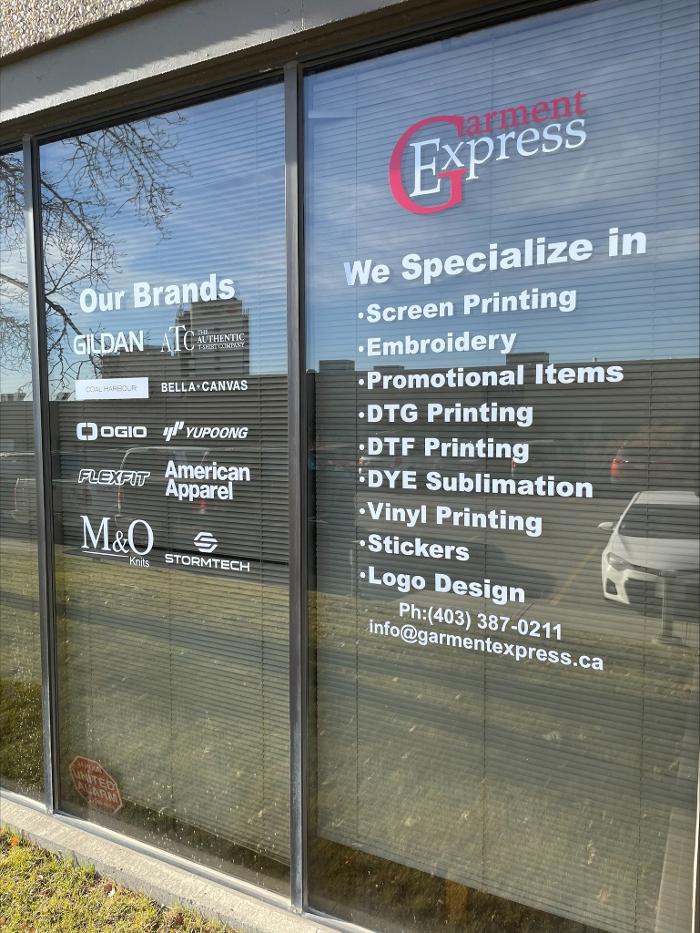 Our Brands
GILDAN
ATC THE AUTHENTIC T-SHIRT COMPANY
COAL HARBOUR
BELLA+CANVAS
OGIO
YUPOONG
FLEXFIT
American
Apparel
M&O
Knits
STORMTECH
UNITED
ALARM
Garment
Express
We Specialize in
•Screen Printing
•Embroidery
•Promotional Items
•DTG Printing
•DTF Printing
•DYE Sublimation
•Vinyl Printing
•Stickers
•Logo Design
Ph:(403) 387-0211
info@garmentexpress.ca